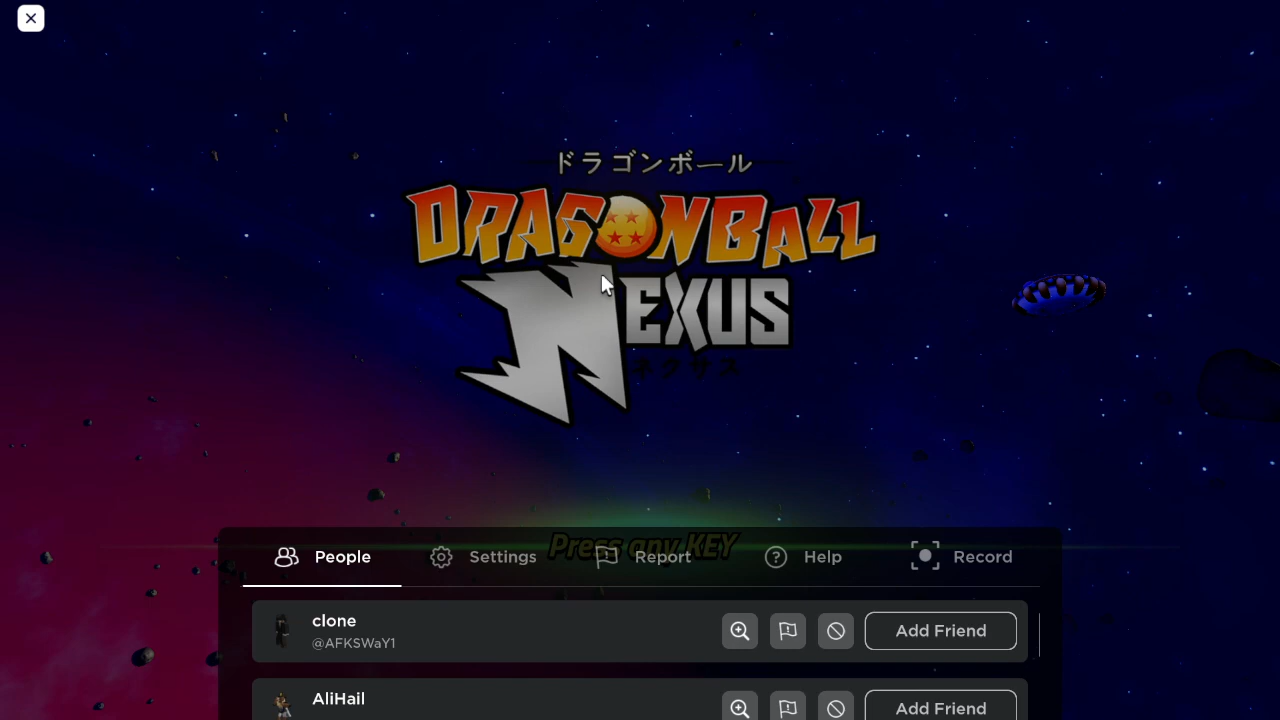 ドラゴンボール
DRAGONBALL
NEXUS
ネクサス
Press any KEY
People
Settings
Report
Help
Record
clone
@AFKSWaY1
Add Friend
AliHail
Add Friend